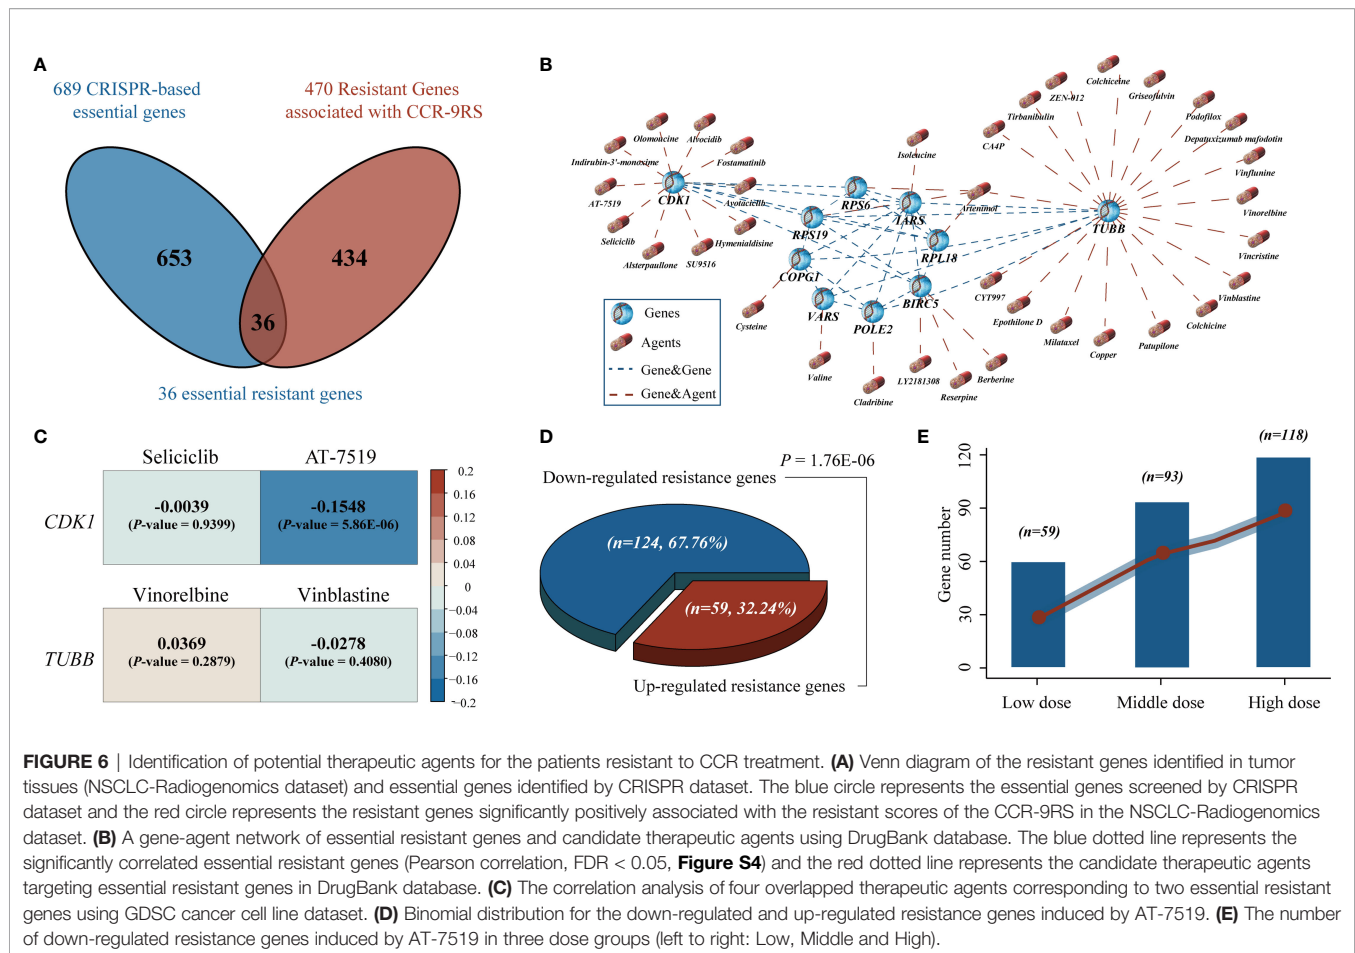 A
689 CRISPR-based
essential genes
470 Resistant Genes
associated with CCR-9RS
653
36
434
36 essential resistant genes
B
Olomoucine
Alvocidib
Indirubin-3'-monoxime
Fostamatinib
AT-7519
CDK1
Avotaciclib
Seliciclib
Hymenialdisine
Alsterpaullone
SU9516
Isoleucine
RPS6
IARS
Artenimol
RPS19
RPL18
COPG1
BIRC5
VARS
POLE2
Cysteine
Valine
Cladribine
LY2181308
Reserpine
Berberine
Colchiceine
ZEN-012
Griseofulvin
Tirbanibulin
Podofilox
CA4P
Depatuxizumab mafodotin
Vinflunine
Vinorelbine
TUBB
Vincristine
CYT997
Vinblastine
Epothilone D
Colchicine
Milataxel
Patupilone
Copper
Genes
Agents
Gene&Gene
Gene&Agent
C
Seliciclib
AT-7519
CDK1
-0.0039
(P-value = 0.9399)
-0.1548
(P-value = 5.86E-06)
Vinorelbine
Vinblastine
TUBB
0.0369
(P-value = 0.2879)
-0.0278
(P-value = 0.4080)
0.2
0.16
0.12
0.08
0.04
0
−0.04
−0.08
−0.12
−0.16
−0.2
D
P = 1.76E-06
Down-regulated resistance genes
(n=124, 67.76%)
(n=59, 32.24%)
Up-regulated resistance genes
E
(n=118)
(n=93)
(n=59)
Gene number
120
90
60
30
0
Low dose
Middle dose
High dose
FIGURE 6 | Identification of potential therapeutic agents for the patients resistant to CCR treatment. (A) Venn diagram of the resistant genes identified in tumor
tissues (NSCLC-Radiogenomics dataset) and essential genes identified by CRISPR dataset. The blue circle represents the essential genes screened by CRISPR
dataset and the red circle represents the resistant genes significantly positively associated with the resistant scores of the CCR-9RS in the NSCLC-Radiogenomics
dataset. (B) A gene-agent network of essential resistant genes and candidate therapeutic agents using DrugBank database. The blue dotted line represents the
significantly correlated essential resistant genes (Pearson correlation, FDR < 0.05, Figure S4) and the red dotted line represents the candidate therapeutic agents
targeting essential resistant genes in DrugBank database. (C) The correlation analysis of four overlapped therapeutic agents corresponding to two essential resistant
genes using GDSC cancer cell line dataset. (D) Binomial distribution for the down-regulated and up-regulated resistance genes induced by AT-7519. (E) The number
of down-regulated resistance genes induced by AT-7519 in three dose groups (left to right: Low, Middle and High).